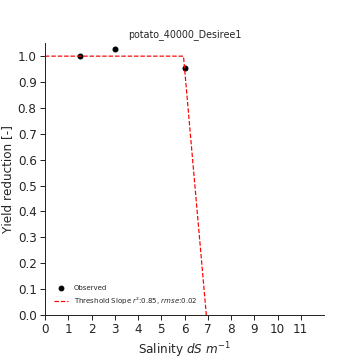 potato_40000_Desiree1
1.0
0.9
0.8
0.7
0.6
0.5
0.4
0.3
0.2
0.1
0.0
Yield reduction [-]
Observed
Threshold Slope r²:0.85, rmse:0.02
0 1 2 3 4 5 6 7 8 9 10 11
Salinity dS m⁻¹